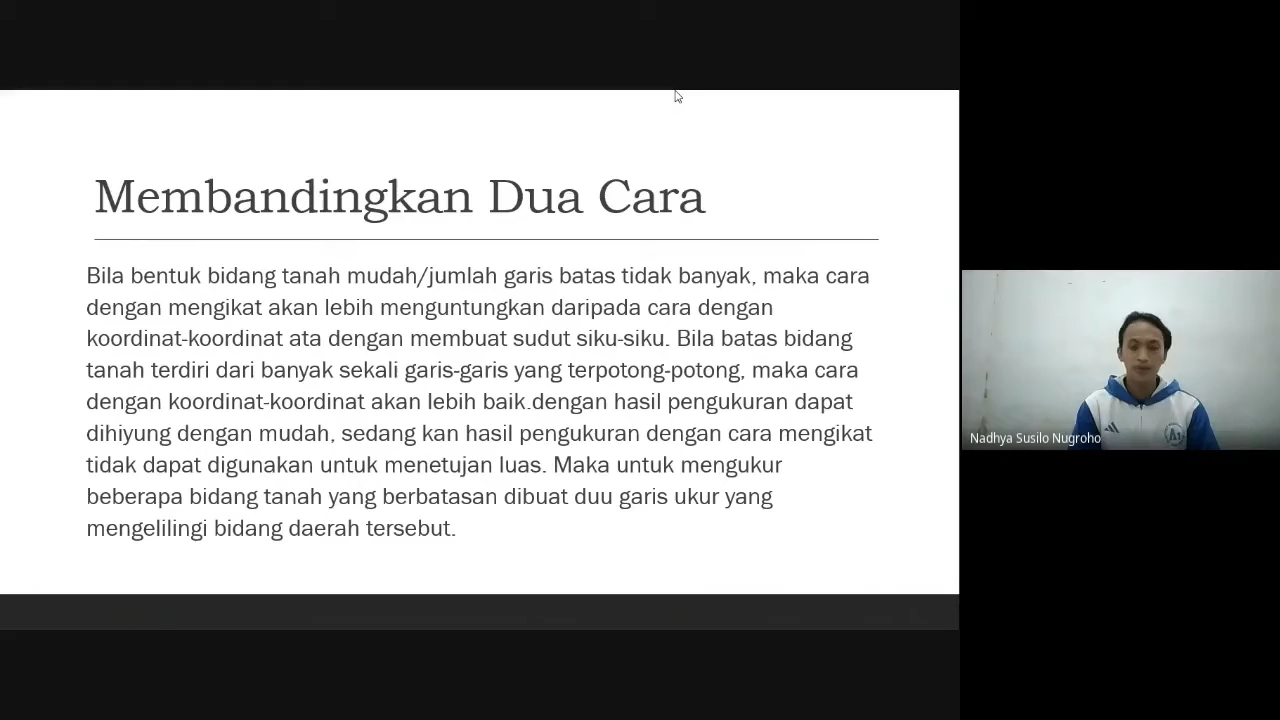 Membandingkan Dua Cara
Bila bentuk bidang tanah mudah/jumlah garis batas tidak banyak, maka cara
dengan mengikat akan lebih menguntungkan daripada cara dengan
koordinat-koordinat ata dengan membuat sudut siku-siku. Bila batas bidang
tanah terdiri dari banyak sekali garis-garis yang terpotong-potong, maka cara
dengan koordinat-koordinat akan lebih baik.dengan hasil pengukuran dapat
dihiyung dengan mudah, sedang kan hasil pengukuran dengan cara mengikat
tidak dapat digunakan untuk menetujan luas. Maka untuk mengukur
beberapa bidang tanah yang berbatasan dibuat duu garis ukur yang
mengelilingi bidang daerah tersebut.
Nadhya Susilo Nugroho